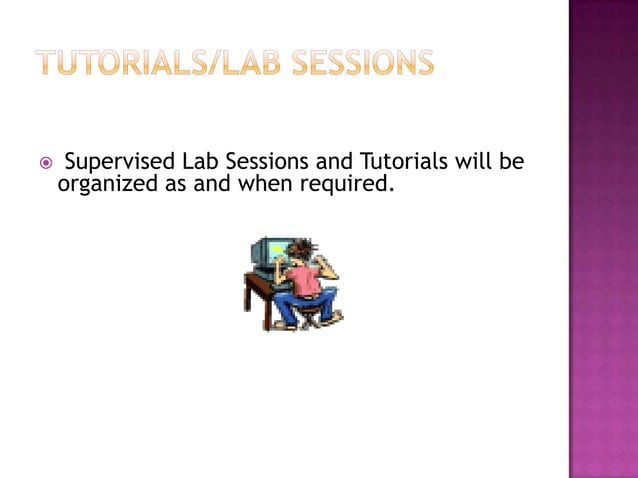 TUTORIALS/LAB SESSIONS
Supervised Lab Sessions and Tutorials will be
organized as and when required.